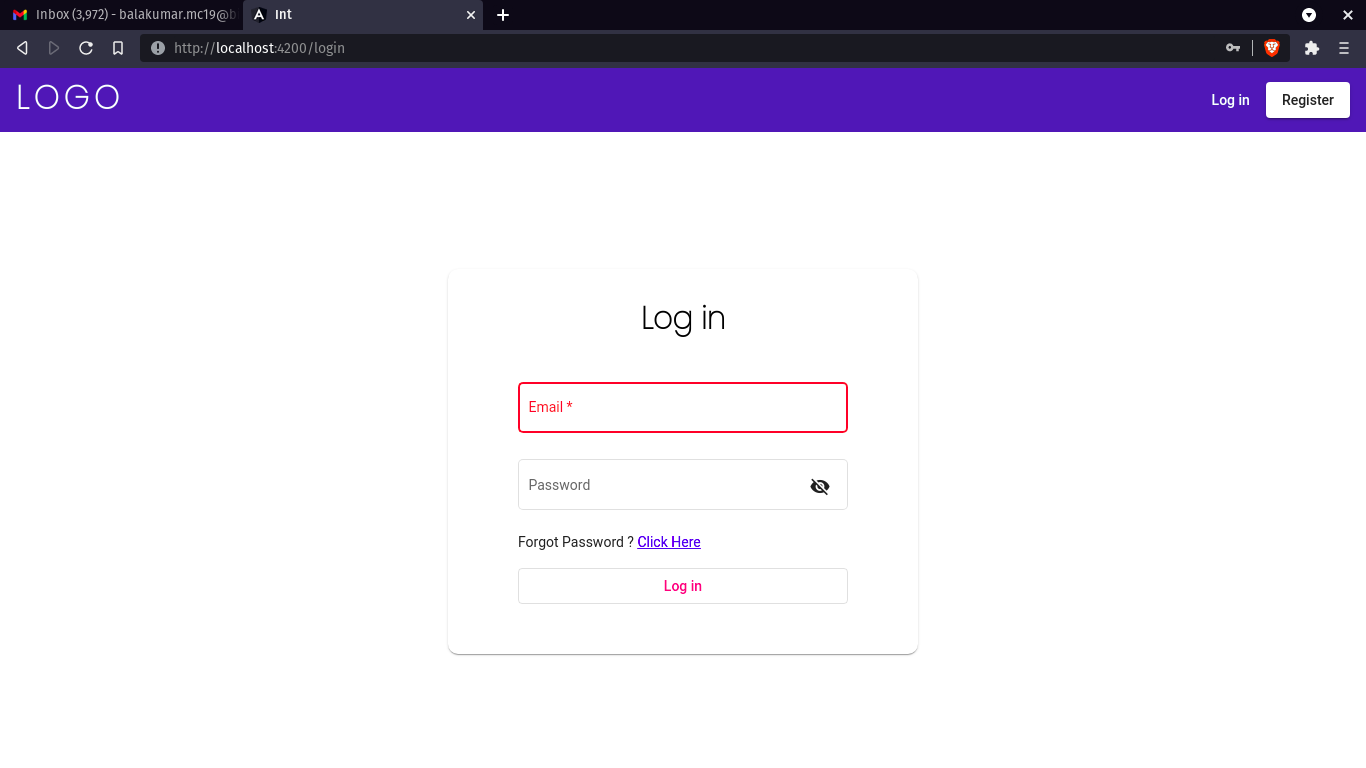 Inbox (3,972) - balakumar.mc19@b
Int
http://localhost:4200/login
LOGO
Log in
Register
Log in
Email *
Password
Forgot Password ? Click Here
Log in